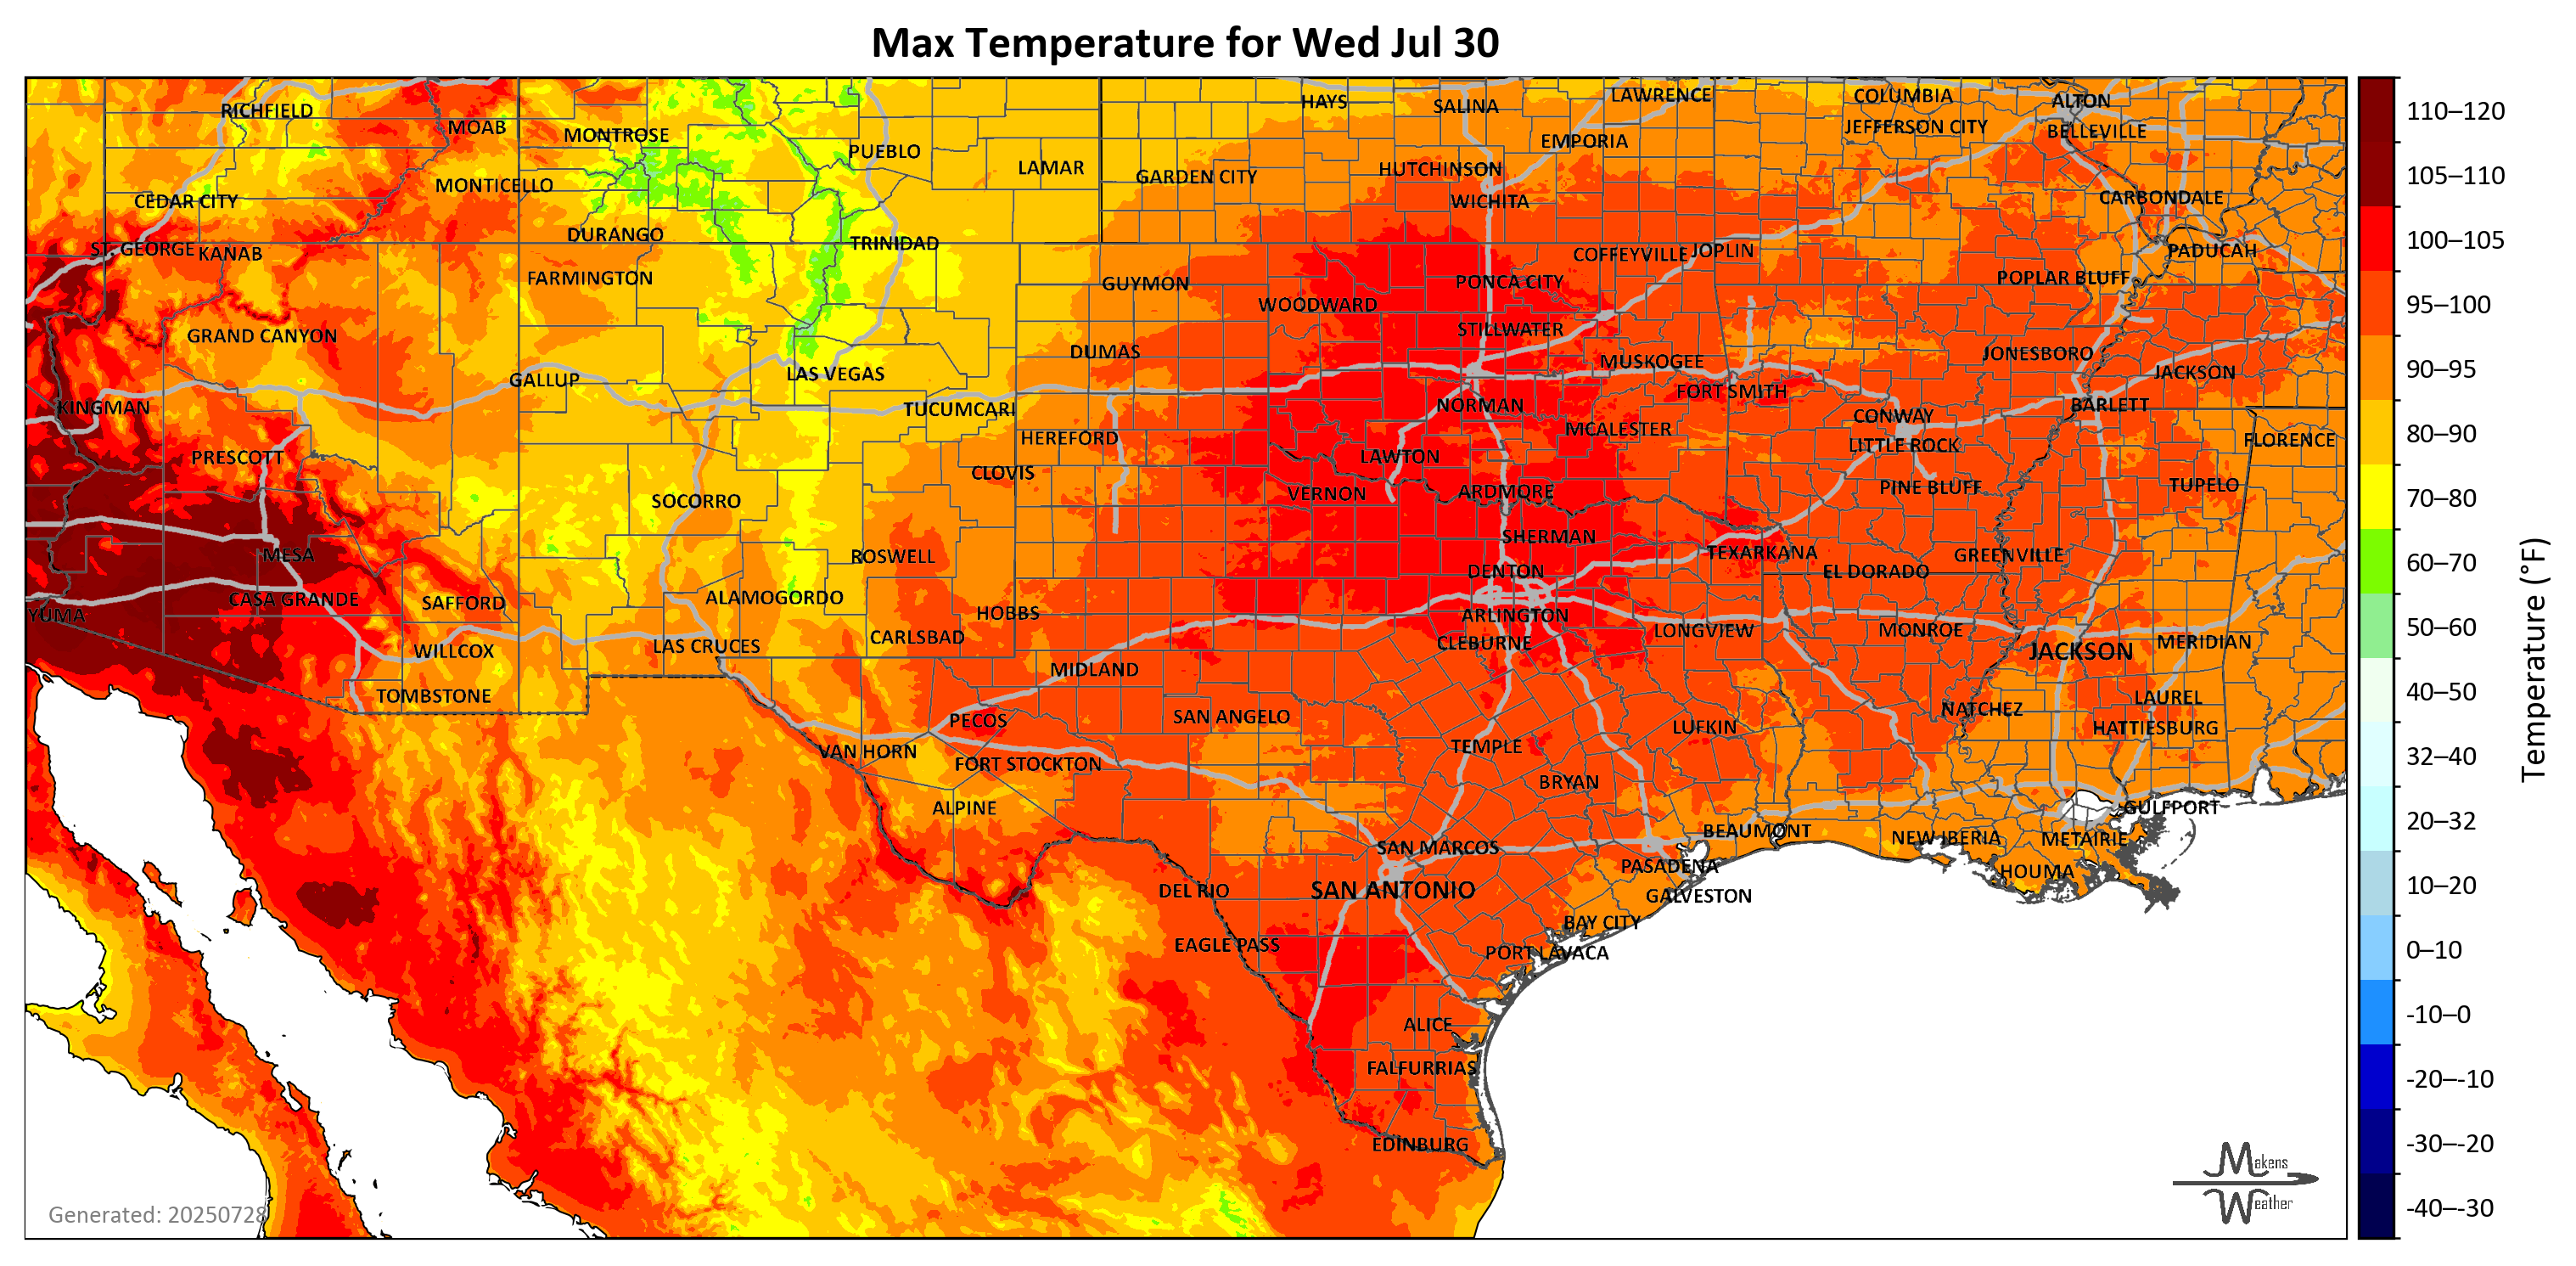 Max Temperature for Wed Jul 30
RICHFIELD
MOAB
MONTROSE
PUEBLO
LAMAR
HAYS
SALINA
LAWRENCE
COLUMBIA
ALTON
EMPORIA
JEFFERSON CITY
BELLEVILLE
MONTICELLO
GARDEN CITY
HUTCHINSON
CEDAR CITY
WICHITA
CARBONDALE
DURANGO
TRINIDAD
ST. GEORGE
KANAB
COFFEYVILLE
JOPLIN
PADUCAH
FARMINGTON
GUYMON
PONCA CITY
POPLAR BLUFF
WOODWARD
GRAND CANYON
STILLWATER
DUMAS
MUSKOGEE
JONESBORO
GALLUP
LAS VEGAS
FORT SMITH
JACKSON
KINGMAN
TUCUMCARI
NORMAN
CONWAY
BARLETT
HEREFORD
MCALESTER
LITTLE ROCK
FLORENCE
PRESCOTT
CLOVIS
LAWTON
SOCORRO
VERNON
ARDMORE
PINE BLUFF
TUPELO
MESA
ROSWELL
SHERMAN
TEXARKANA
GREENVILLE
DENTON
EL DORADO
CASA GRANDE
SAFFORD
ALAMOGORDO
YUMA
HOBBS
ARLINGTON
LAS CRUCES
CARLSBAD
CLEBURNE
LONGVIEW
MONROE
JACKSON
MERIDIAN
WILLCOX
MIDLAND
TOMBSTONE
PECOS
SAN ANGELO
NATCHEZ
LAUREL
VAN HORN
FORT STOCKTON
TEMPLE
LUFKIN
HATTIESBURG
ALPINE
BRYAN
GULFPORT
SAN MARCOS
BEAUMONT
NEW IBERIA
METAIRIE
DEL RIO
SAN ANTONIO
PASADENA
HOUMA
GALVESTON
EAGLE PASS
BAY CITY
PORT LAVACA
ALICE
FALFURRIAS
EDINBURG
Generated: 20250728
Makens
Weather
110–120
105–110
100–105
95–100
90–95
80–90
70–80
60–70
50–60
40–50
32–40
20–32
10–20
0–10
-10–0
-20–-10
-30–-20
-40–-30
Temperature (°F)